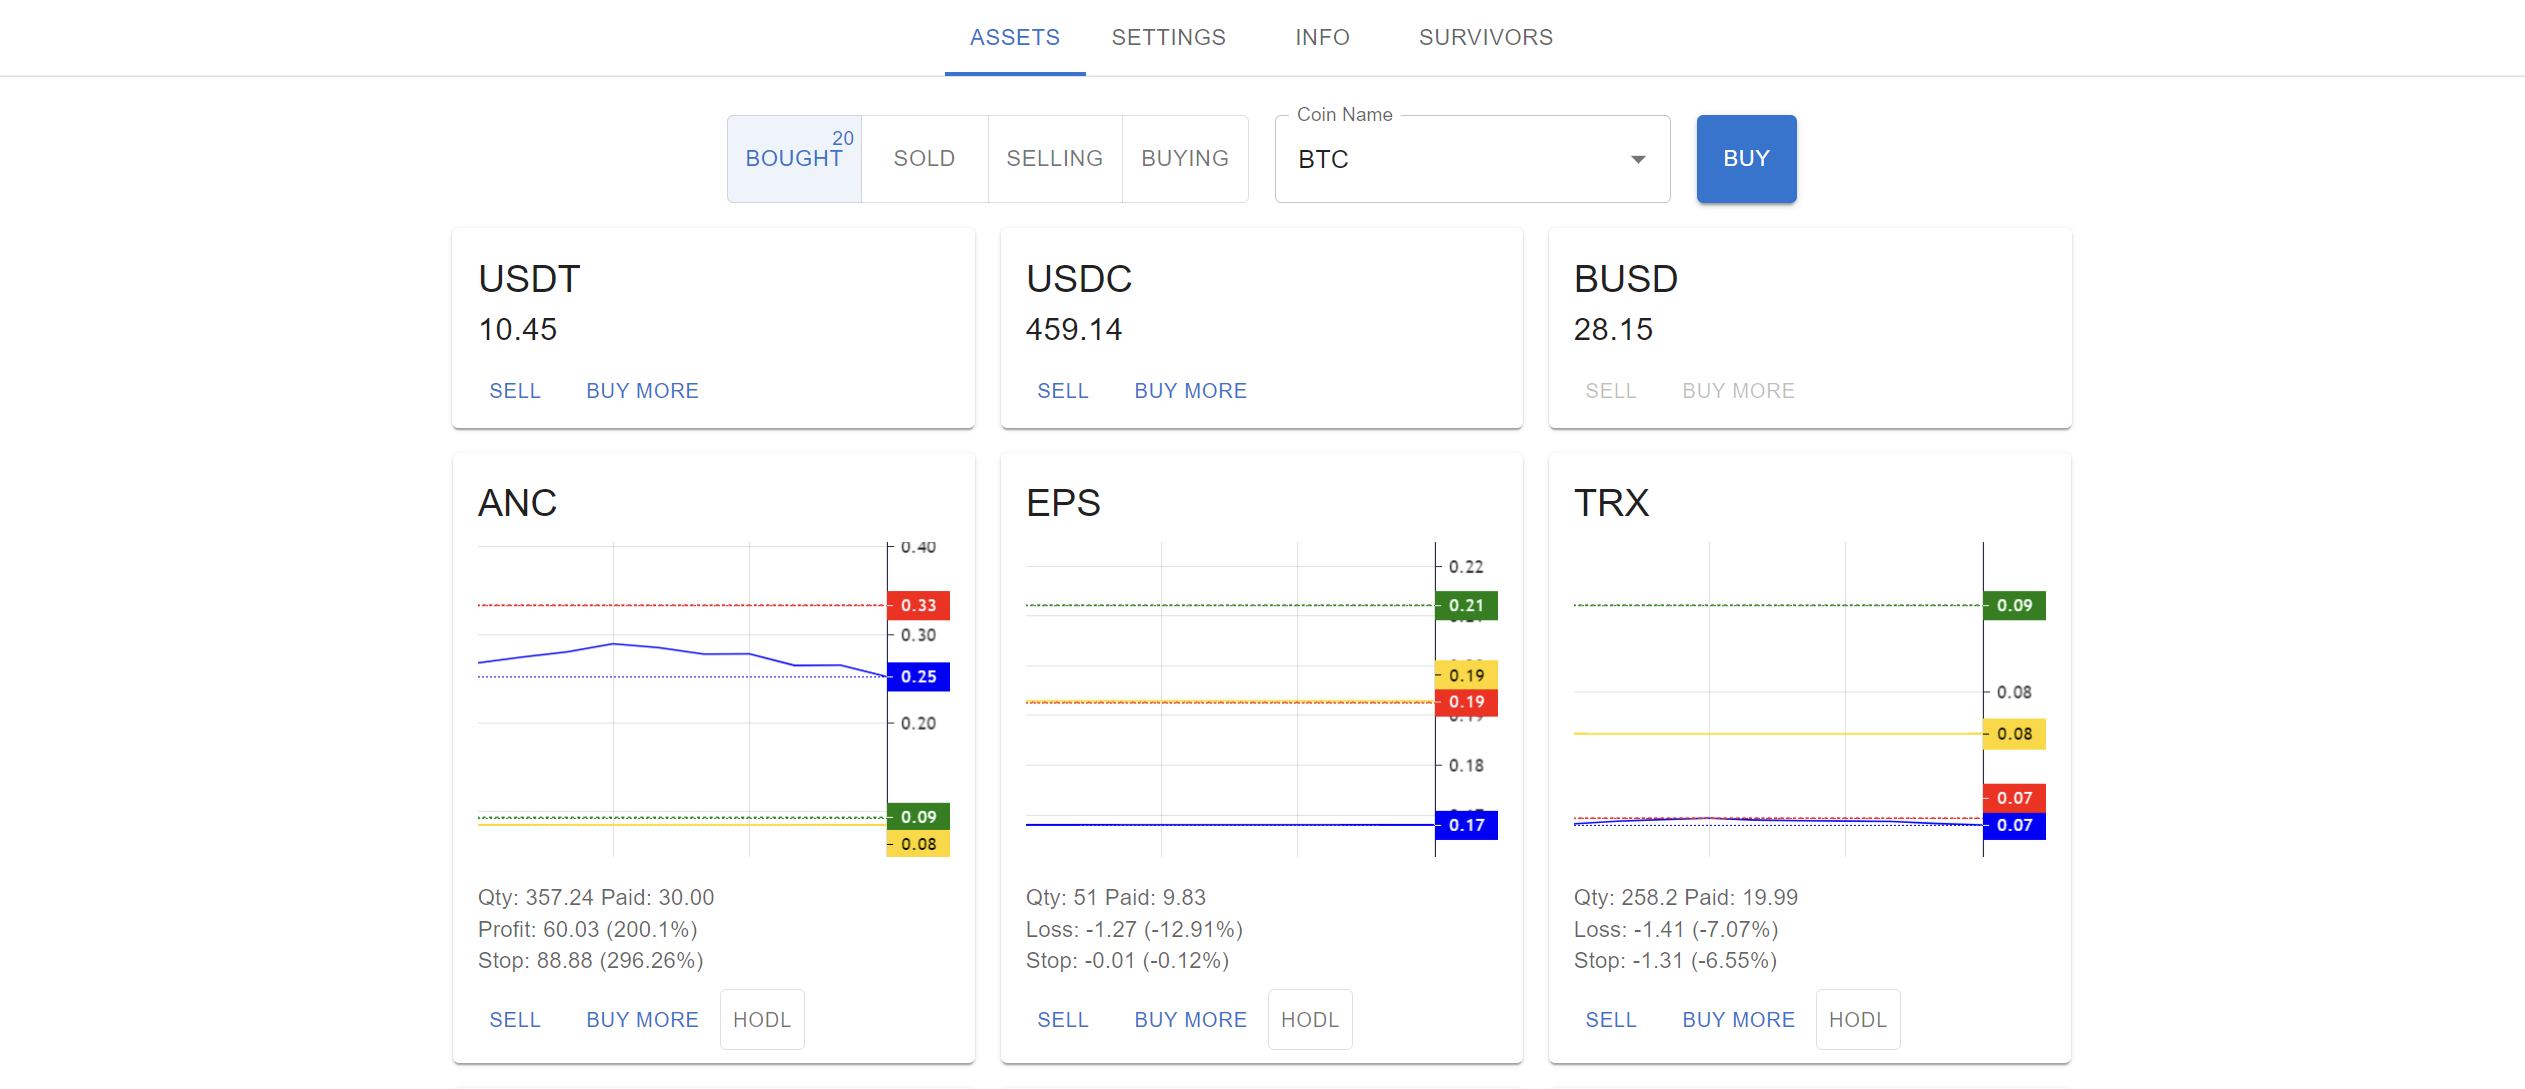 ASSETS SETTINGS INFO SURVIVORS
Coin Name
BOUGHT 20 SOLD SELLING BUYING BTC BUY
USDT
10.45
SELL BUY MORE
USDC
459.14
SELL BUY MORE
BUSD
28.15
SELL BUY MORE
ANC
0.40
0.33
0.30
0.25
0.20
0.09
0.08
Qty: 357.24 Paid: 30.00
Profit: 60.03 (200.1%)
Stop: 88.88 (296.26%)
SELL BUY MORE HODL
EPS
0.22
0.21
0.19
0.19
0.18
0.17
Qty: 51 Paid: 9.83
Loss: -1.27 (-12.91%)
Stop: -0.01 (-0.12%)
SELL BUY MORE HODL
TRX
0.09
0.08
0.08
0.07
0.07
Qty: 258.2 Paid: 19.99
Loss: -1.41 (-7.07%)
Stop: -1.31 (-6.55%)
SELL BUY MORE HODL